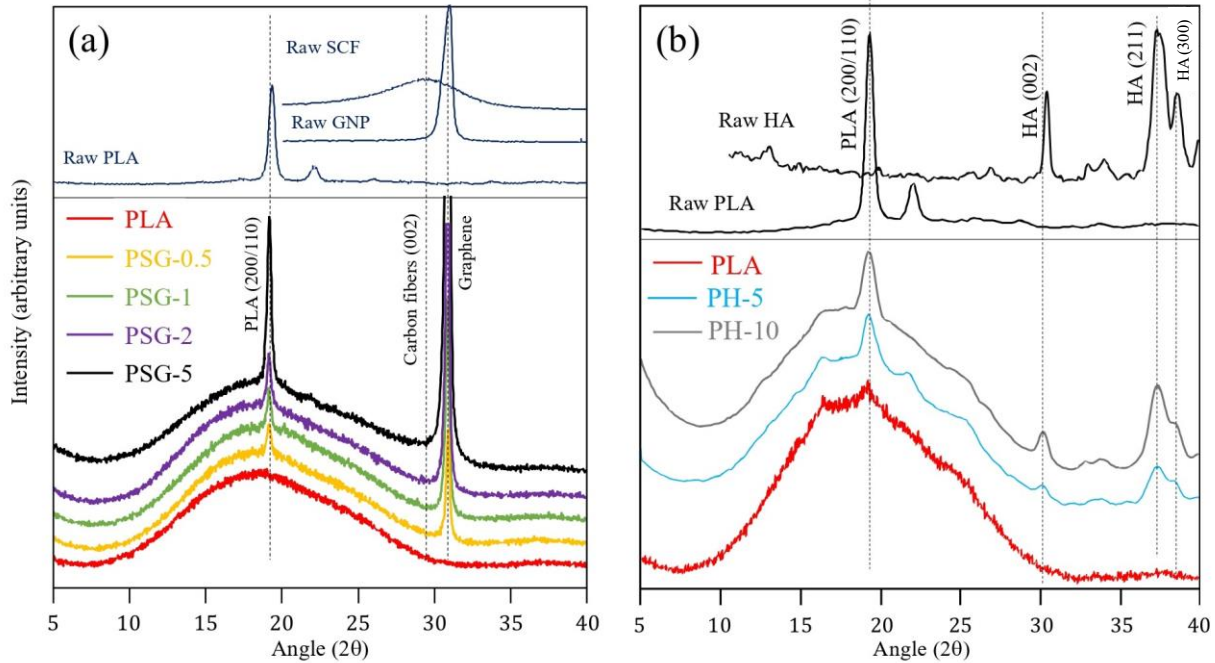 (a)
Raw SCF
Raw GNP
Raw PLA
PLA
PSG-0.5
PSG-1
PSG-2
PSG-5
PLA (200/110)
Carbon fibers (002)
Graphene
Intensity (arbitrary units)
5 10 15 20 25 30 35 40
Angle (2θ)
(b)
PLA (200/110)
HA (002)
HA (211)
HA (300)
Raw HA
Raw PLA
PLA
PH-5
PH-10
5 10 15 20 25 30 35 40
Angle (2θ)